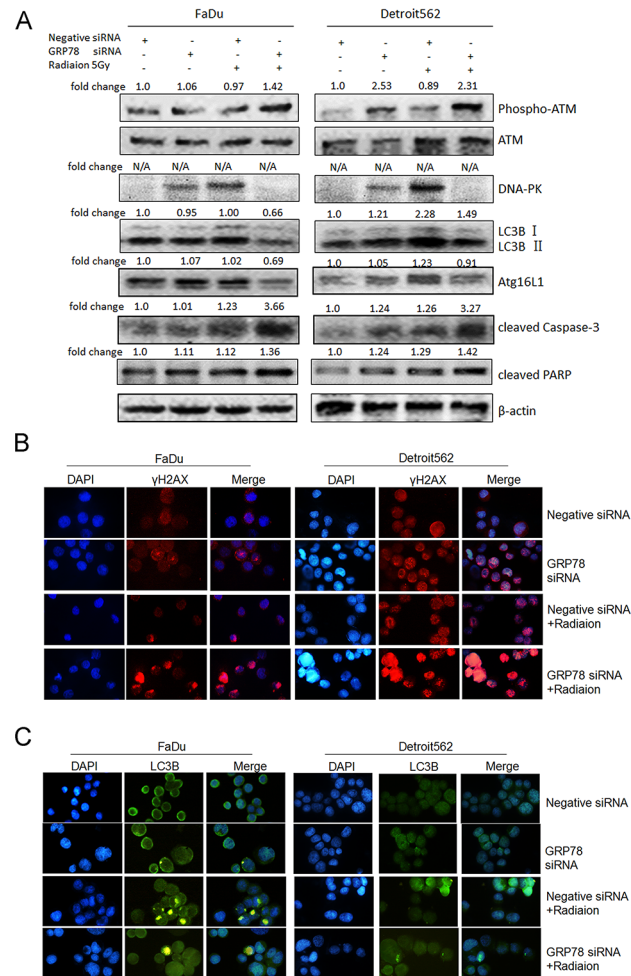 A
FaDu Detroit562
Negative siRNA + - + - + - + -
GRP78 siRNA - + - + - + - +
Radiaion 5Gy - - + + - - + +
fold change 1.0 1.06 0.97 1.42 1.0 2.53 0.89 2.31
Phospho-ATM
ATM
fold change N/A N/A N/A N/A N/A N/A N/A N/A
DNA-PK
fold change 1.0 0.95 1.00 0.66 1.0 1.21 2.28 1.49
LC3B Ⅰ
LC3B Ⅱ
fold change 1.0 1.07 1.02 0.69 1.0 1.05 1.23 0.91
Atg16L1
fold change 1.0 1.01 1.23 3.66 1.0 1.24 1.26 3.27
cleaved Caspase-3
fold change 1.0 1.11 1.12 1.36 1.0 1.24 1.29 1.42
cleaved PARP
β-actin
B
FaDu Detroit562
DAPI γH2AX Merge DAPI γH2AX Merge
Negative siRNA
GRP78
siRNA
Negative siRNA
+Radiaion
GRP78 siRNA
+Radiaion
C
FaDu Detroit562
DAPI LC3B Merge DAPI LC3B Merge
Negative siRNA
GRP78
siRNA
Negative siRNA
+Radiaion
GRP78 siRNA
+Radiaion